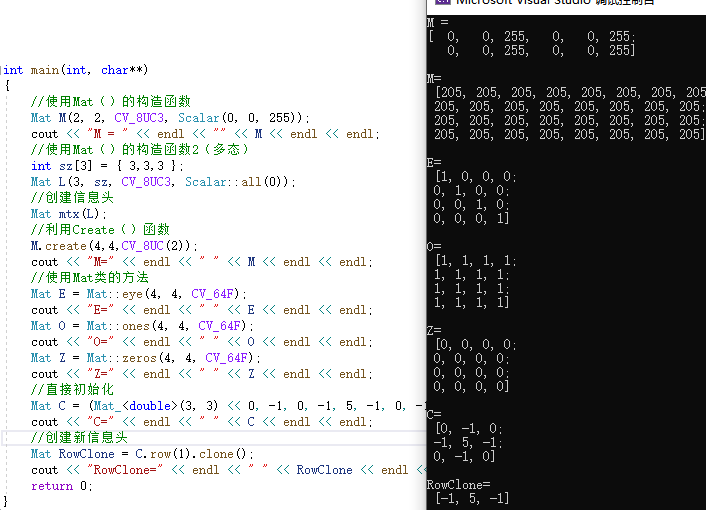 int main(int, char**)
{
//使用Mat（）的构造函数
Mat M(2, 2, CV_8UC3, Scalar(0, 0, 255));
cout << "M = " << endl << "" << M << endl << endl;
//使用Mat（）的构造函数2（多态）
int sz[3] = { 3,3,3 };
Mat L(3, sz, CV_8UC3, Scalar::all(0));
//创建信息头
Mat mtx(L);
//利用Create（）函数
M.create(4,4,CV_8UC(2));
cout << "M=" << endl << " " << M << endl << endl;
//使用Mat类的方法
Mat E = Mat::eye(4, 4, CV_64F);
cout << "E=" << endl << " " << E << endl << endl;
Mat O = Mat::ones(4, 4, CV_64F);
cout << "O=" << endl << " " << O << endl << endl;
Mat Z = Mat::zeros(4, 4, CV_64F);
cout << "Z=" << endl << " " << Z << endl << endl;
//直接初始化
Mat C = (Mat_<double>(3, 3) << 0, -1, 0, -1, 5, -1, 0, -1
cout << "C=" << endl << " " << C << endl << endl;
//创建新信息头
Mat RowClone = C.row(1).clone();
cout << "RowClone=" << endl << " " << RowClone << endl <<
return 0;
}
Microsoft Visual Studio 调试控制台
M =
[  0,   0, 255,   0,   0, 255;
   0,   0, 255,   0,   0, 255]
M=
[205, 205, 205, 205, 205, 205, 205, 205
205, 205, 205, 205, 205, 205, 205, 205;
205, 205, 205, 205, 205, 205, 205, 205;
205, 205, 205, 205, 205, 205, 205, 205]
E=
[1, 0, 0, 0;
0, 1, 0, 0;
0, 0, 1, 0;
0, 0, 0, 1]
O=
[1, 1, 1, 1;
1, 1, 1, 1;
1, 1, 1, 1;
1, 1, 1, 1]
Z=
[0, 0, 0, 0;
0, 0, 0, 0;
0, 0, 0, 0;
0, 0, 0, 0]
C=
[0, -1, 0;
-1, 5, -1;
0, -1, 0]
RowClone=
[-1, 5, -1]